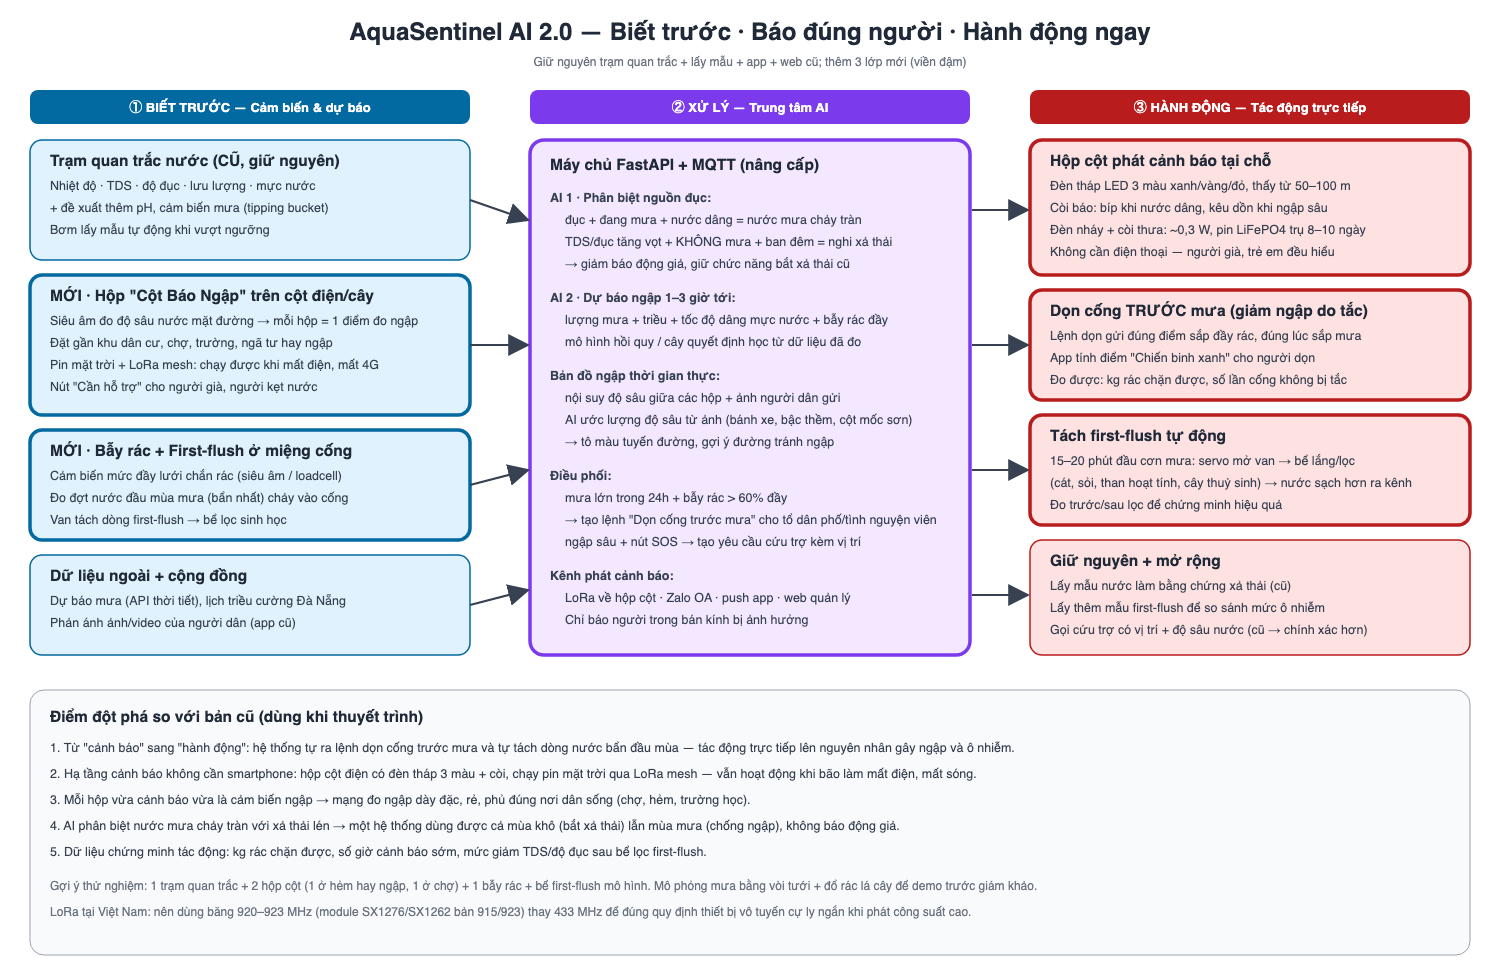 AquaSentinel AI 2.0 — Biết trước · Báo đúng người · Hành động ngay
Giữ nguyên trạm quan trắc + lấy mẫu + app + web cũ; thêm 3 lớp mới (viền đậm)
① BIẾT TRƯỚC — Cảm biến & dự báo
Trạm quan trắc nước (CŨ, giữ nguyên)
Nhiệt độ · TDS · độ đục · lưu lượng · mực nước
+ đề xuất thêm pH, cảm biến mưa (tipping bucket)
Bơm lấy mẫu tự động khi vượt ngưỡng
MỚI · Hộp "Cột Báo Ngập" trên cột điện/cây
Siêu âm đo độ sâu nước mặt đường → mỗi hộp = 1 điểm đo ngập
Đặt gần khu dân cư, chợ, trường, ngã tư hay ngập
Pin mặt trời + LoRa mesh: chạy được khi mất điện, mất 4G
Nút "Cần hỗ trợ" cho người già, người kẹt nước
MỚI · Bẫy rác + First-flush ở miệng cống
Cảm biến mức đầy lưới chắn rác (siêu âm / loadcell)
Đo đợt nước đầu mùa mưa (bẩn nhất) chảy vào cống
Van tách dòng first-flush → bể lọc sinh học
Dữ liệu ngoài + cộng đồng
Dự báo mưa (API thời tiết), lịch triều cường Đà Nẵng
Phản ánh ảnh/video của người dân (app cũ)
② XỬ LÝ — Trung tâm AI
Máy chủ FastAPI + MQTT (nâng cấp)
AI 1 · Phân biệt nguồn đục:
đục + đang mưa + nước dâng = nước mưa chảy tràn
TDS/đục tăng vọt + KHÔNG mưa + ban đêm = nghi xả thải
→ giảm báo động giả, giữ chức năng bắt xả thải cũ
AI 2 · Dự báo ngập 1–3 giờ tới:
lượng mưa + triều + tốc độ dâng mực nước + bẫy rác đầy
mô hình hồi quy / cây quyết định học từ dữ liệu đã đo
Bản đồ ngập thời gian thực:
nội suy độ sâu giữa các hộp + ảnh người dân gửi
AI ước lượng độ sâu từ ảnh (bánh xe, bậc thềm, cột mốc sơn)
→ tô màu tuyến đường, gợi ý đường tránh ngập
Điều phối:
mưa lớn trong 24h + bẫy rác > 60% đầy
→ tạo lệnh "Dọn cống trước mưa" cho tổ dân phố/tình nguyện viên
ngập sâu + nút SOS → tạo yêu cầu cứu trợ kèm vị trí
Kênh phát cảnh báo:
LoRa về hộp cột · Zalo OA · push app · web quản lý
Chỉ báo người trong bán kính bị ảnh hưởng
③ HÀNH ĐỘNG — Tác động trực tiếp
Hộp cột phát cảnh báo tại chỗ
Đèn tháp LED 3 màu xanh/vàng/đỏ, thấy từ 50–100 m
Còi báo: bíp khi nước dâng, kêu dồn khi ngập sâu
Đèn nháy + còi thưa: ~0,3 W, pin LiFePO4 trụ 8–10 ngày
Không cần điện thoại — người già, trẻ em đều hiểu
Dọn cống TRƯỚC mưa (giảm ngập do tắc)
Lệnh dọn gửi đúng điểm sắp đầy rác, đúng lúc sắp mưa
App tính điểm "Chiến binh xanh" cho người dọn
Đo được: kg rác chặn được, số lần cống không bị tắc
Tách first-flush tự động
15–20 phút đầu cơn mưa: servo mở van → bể lắng/lọc
(cát, sỏi, than hoạt tính, cây thuỷ sinh) → nước sạch hơn ra kênh
Đo trước/sau lọc để chứng minh hiệu quả
Giữ nguyên + mở rộng
Lấy mẫu nước làm bằng chứng xả thải (cũ)
Lấy thêm mẫu first-flush để so sánh mức ô nhiễm
Gọi cứu trợ có vị trí + độ sâu nước (cũ → chính xác hơn)
Điểm đột phá so với bản cũ (dùng khi thuyết trình)
1. Từ "cảnh báo" sang "hành động": hệ thống tự ra lệnh dọn cống trước mưa và tự tách dòng nước bẩn đầu mùa — tác động trực tiếp lên nguyên nhân gây ngập và ô nhiễm.
2. Hạ tầng cảnh báo không cần smartphone: hộp cột điện có đèn tháp 3 màu + còi, chạy pin mặt trời qua LoRa mesh — vẫn hoạt động khi bão làm mất điện, mất sóng.
3. Mỗi hộp vừa cảnh báo vừa là cảm biến ngập → mạng đo ngập dày đặc, rẻ, phủ đúng nơi dân sống (chợ, hẻm, trường học).
4. AI phân biệt nước mưa chảy tràn với xả thải lén → một hệ thống dùng được cả mùa khô (bắt xả thải) lẫn mùa mưa (chống ngập), không báo động giả.
5. Dữ liệu chứng minh tác động: kg rác chặn được, số giờ cảnh báo sớm, mức giảm TDS/độ đục sau bể lọc first-flush.
Gợi ý thử nghiệm: 1 trạm quan trắc + 2 hộp cột (1 ở hẻm hay ngập, 1 ở chợ) + 1 bẫy rác + bể first-flush mô hình. Mô phỏng mưa bằng vòi tưới + đổ rác lá cây để demo trước giám khảo.
LoRa tại Việt Nam: nên dùng băng 920–923 MHz (module SX1276/SX1262 bản 915/923) thay 433 MHz để đúng quy định thiết bị vô tuyến cự ly ngắn khi phát công suất cao.